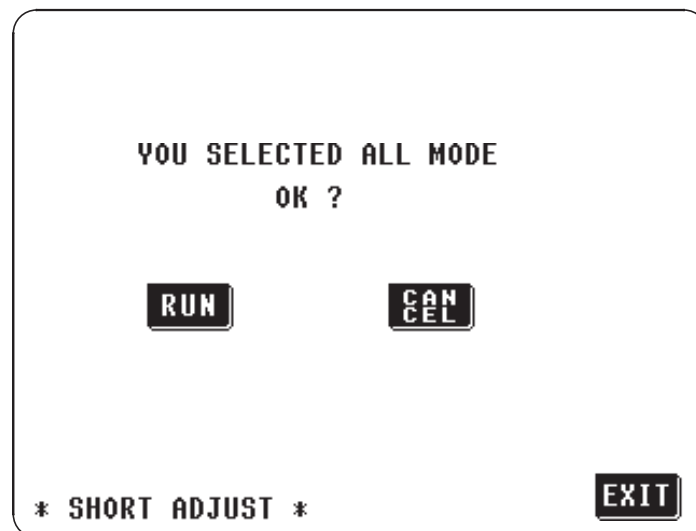 YOU SELECTED ALL MODE
OK ?
RUN
CAN
CEL
EXIT
* SHORT ADJUST *